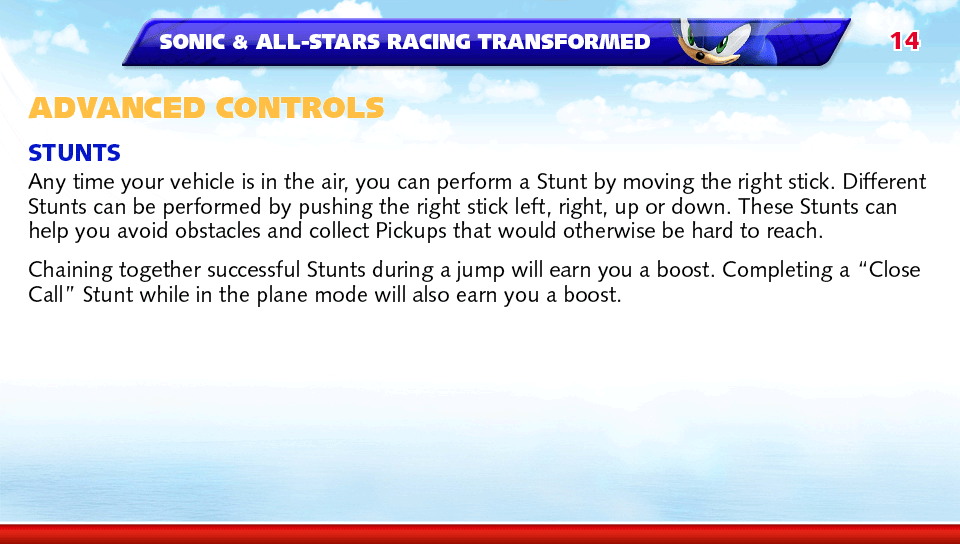 SONIC & ALL-STARS RACING TRANSFORMED
14
ADVANCED CONTROLS
STUNTS
Any time your vehicle is in the air, you can perform a Stunt by moving the right stick. Different
Stunts can be performed by pushing the right stick left, right, up or down. These Stunts can
help you avoid obstacles and collect Pickups that would otherwise be hard to reach.
Chaining together successful Stunts during a jump will earn you a boost. Completing a “Close
Call” Stunt while in the plane mode will also earn you a boost.